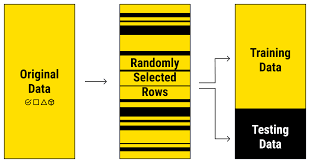 Original
Data
Randomly
Selected
Rows
Training
Data
Testing
Data